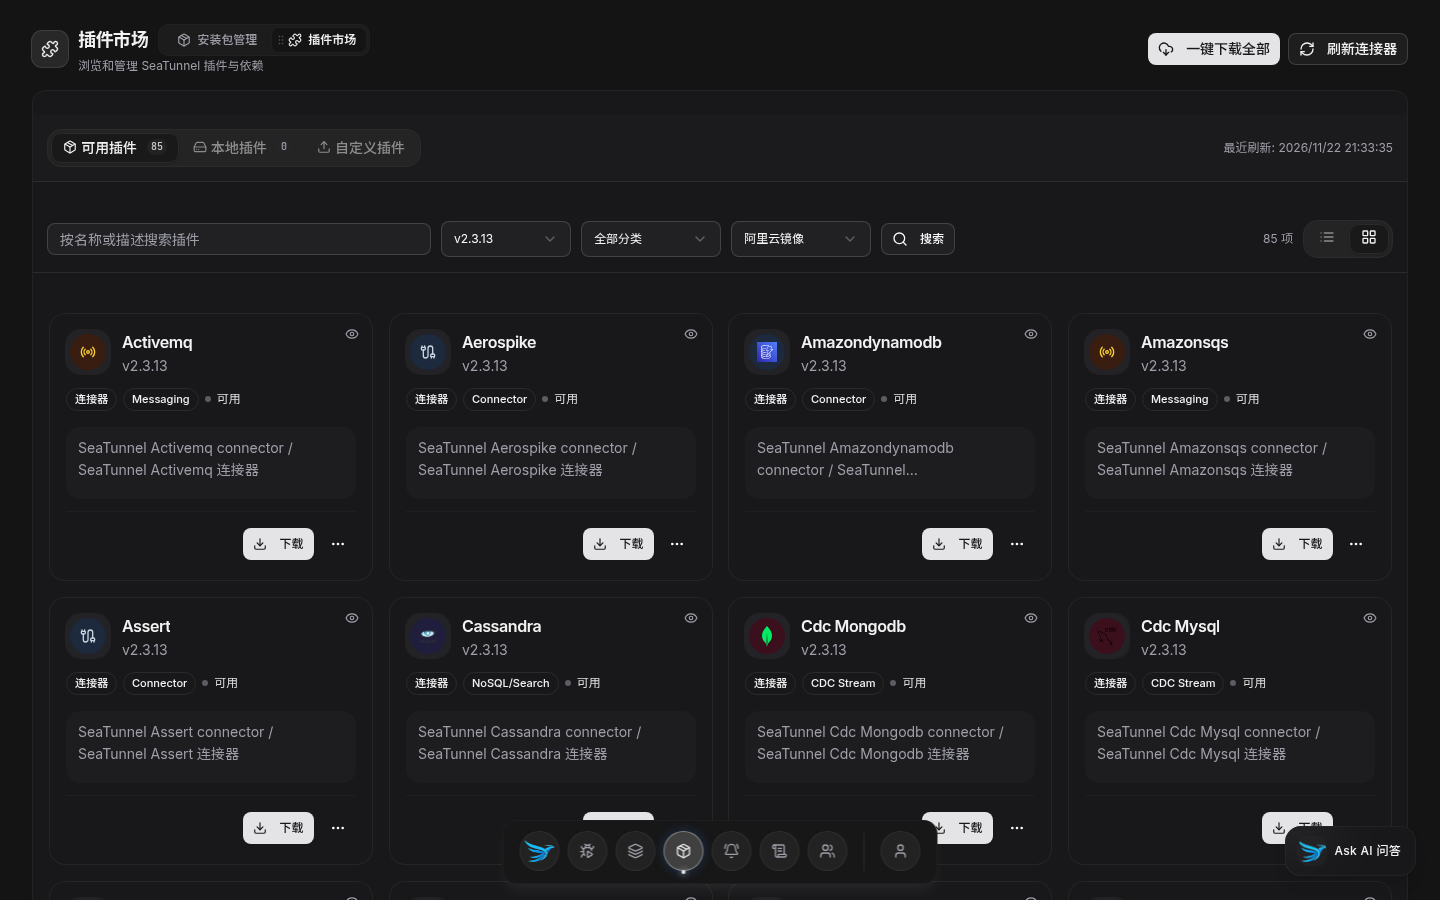 插件市场
安装包管理
插件市场
浏览和管理 SeaTunnel 插件与依赖
一键下载全部
刷新连接器
可用插件 85
本地插件 0
自定义插件
最近刷新: 2026/11/22 21:33:35
按名称或描述搜索插件
v2.3.13
全部分类
阿里云镜像
搜索
85 项
Activemq
v2.3.13
连接器 Messaging 可用
SeaTunnel Activemq connector /
SeaTunnel Activemq 连接器
下载
Aerospike
v2.3.13
连接器 Connector 可用
SeaTunnel Aerospike connector /
SeaTunnel Aerospike 连接器
下载
Amazondynamodb
v2.3.13
连接器 Connector 可用
SeaTunnel Amazondynamodb
connector / SeaTunnel...
下载
Amazonsqs
v2.3.13
连接器 Messaging 可用
SeaTunnel Amazonsqs connector /
SeaTunnel Amazonsqs 连接器
下载
Assert
v2.3.13
连接器 Connector 可用
SeaTunnel Assert connector /
SeaTunnel Assert 连接器
下载
Cassandra
v2.3.13
连接器 NoSQL/Search 可用
SeaTunnel Cassandra connector /
SeaTunnel Cassandra 连接器
Cdc Mongodb
v2.3.13
连接器 CDC Stream 可用
SeaTunnel Cdc Mongodb connector /
SeaTunnel Cdc Mongodb 连接器
下载
Cdc Mysql
v2.3.13
连接器 CDC Stream 可用
SeaTunnel Cdc Mysql connector /
SeaTunnel Cdc Mysql 连接器
Ask AI 问答